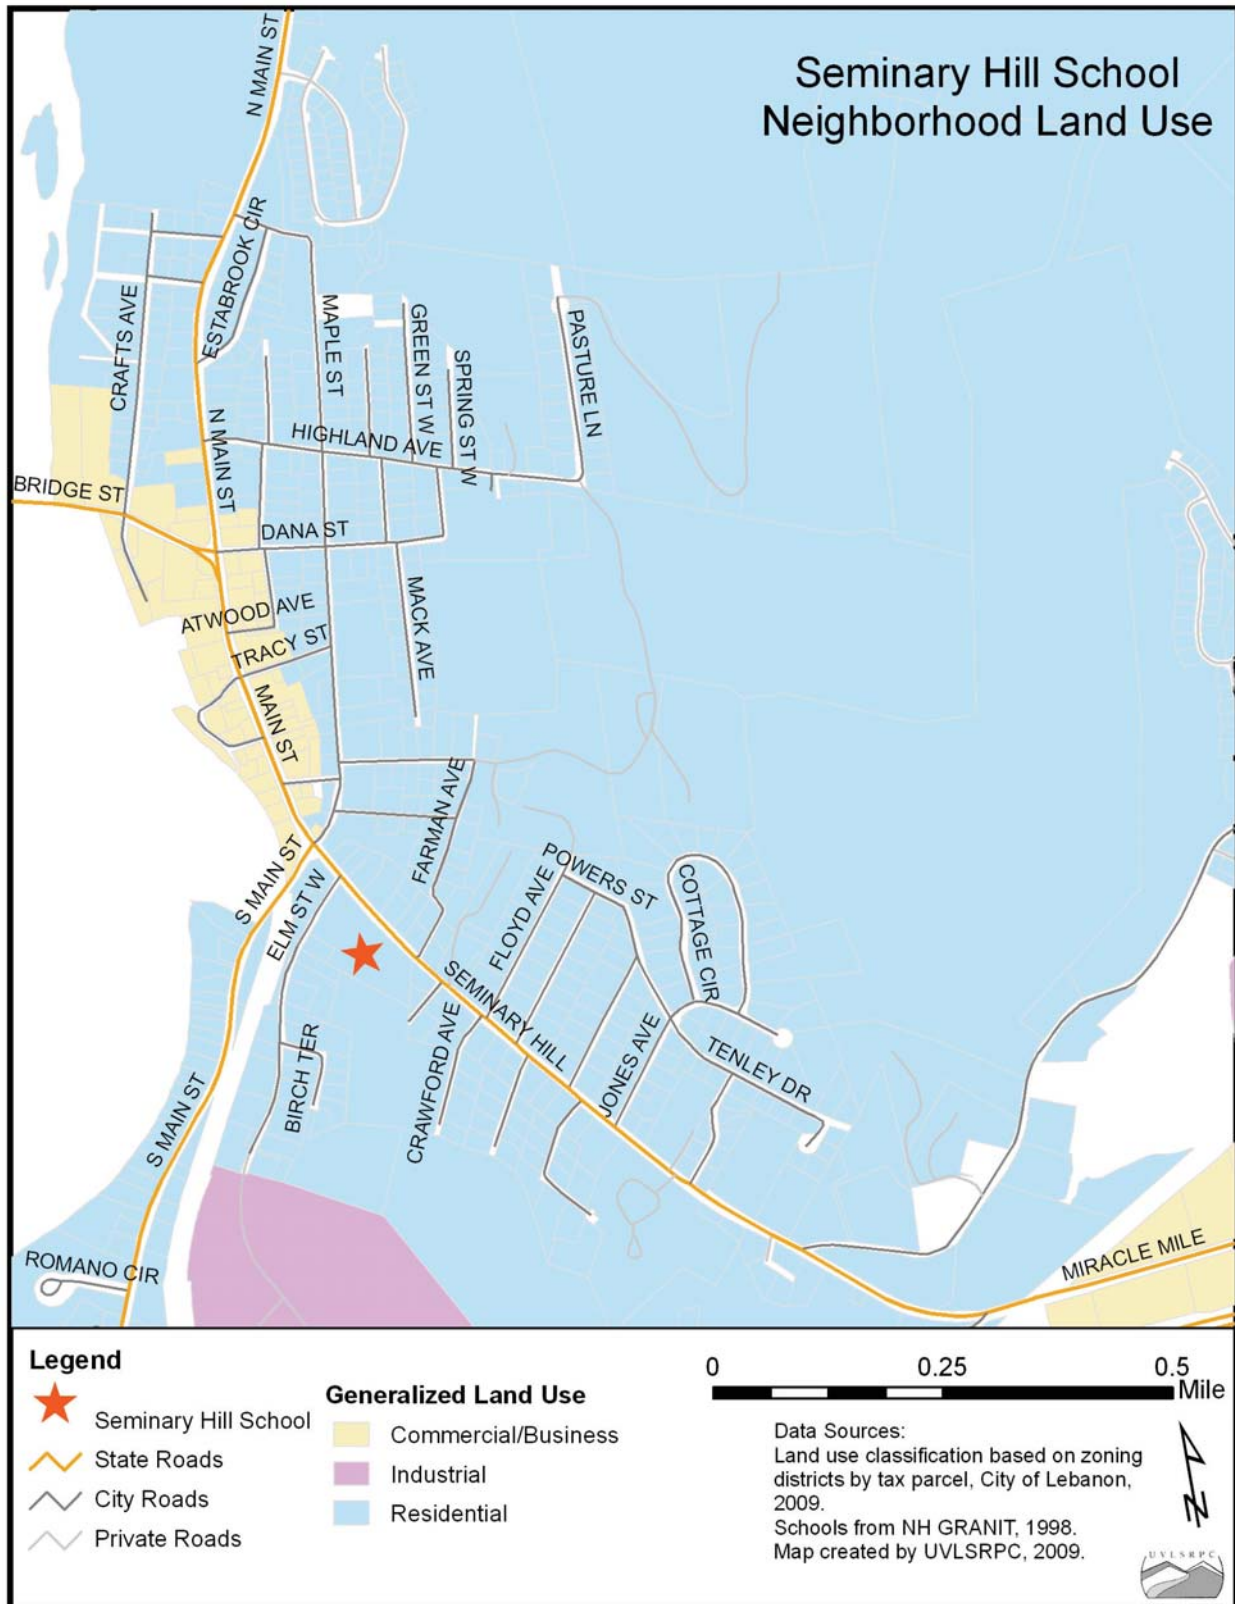 Seminary Hill School
Neighborhood Land Use
N MAIN ST
ESTABROOK CIR
CRAFTS AVE
MAPLE ST
GREEN ST W
SPRING ST W
PASTURE LN
N MAIN ST
HIGHLAND AVE
BRIDGE ST
DANA ST
ATWOOD AVE
MACK AVE
TRACY ST
MAIN ST
FARMAN AVE
S MAIN ST
ELM ST W
FLOYD AVE
POWERS ST
COTTAGE CIR
SEMINARY HILL
CRAWFORD AVE
JONES AVE
TENLEY DR
BIRCH TER
S MAIN ST
ROMANO CIR
MIRACLE MILE
Legend
Seminary Hill School
State Roads
City Roads
Private Roads
Generalized Land Use
Commercial/Business
Industrial
Residential
0 0.25 0.5
Mile
Data Sources:
Land use classification based on zoning
districts by tax parcel, City of Lebanon,
2009.
Schools from NH GRANIT, 1998.
Map created by UVLSRPC, 2009.
N
UVLSRPC